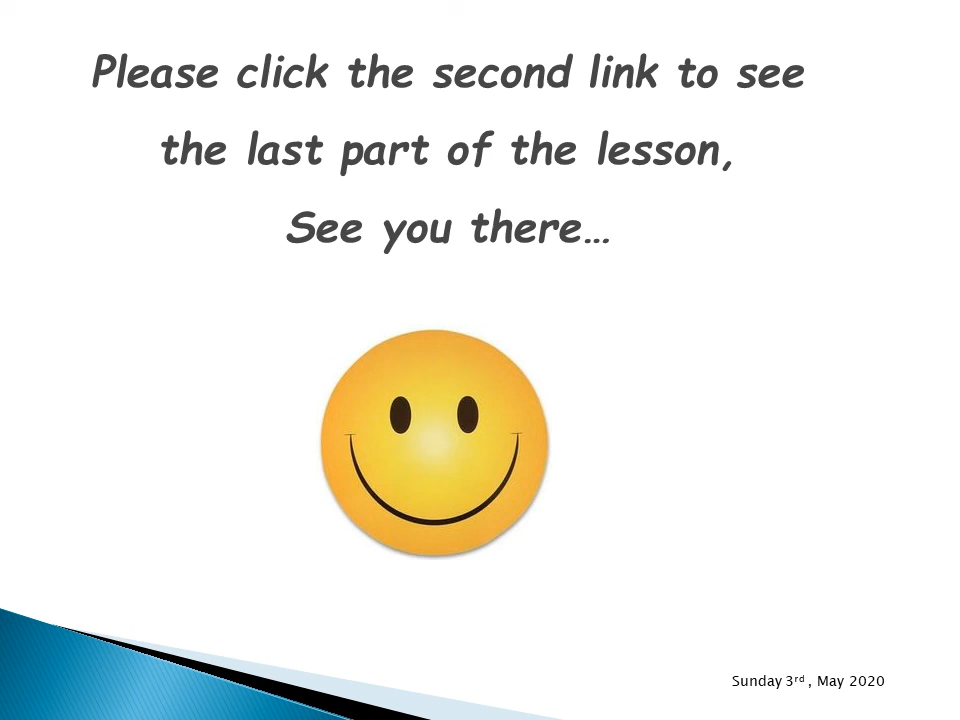 Please click the second link to see
the last part of the lesson,
See you there…
Sunday 3rd , May 2020